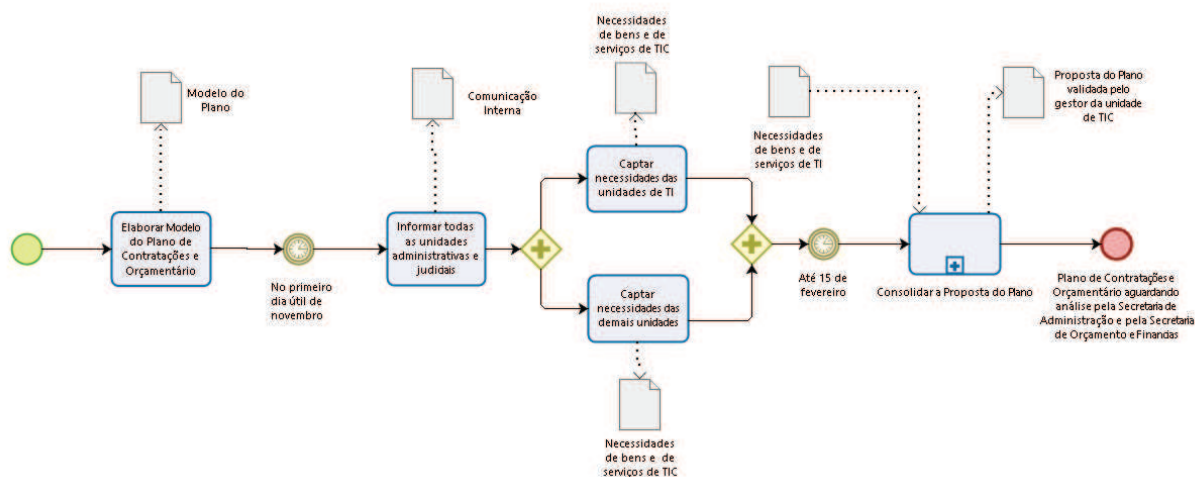 Modelo do
Plano
Elaborar Modelo
do Plano de
Contratações e
Orçamentário
No primeiro
dia útil de
novembro
Comunicação
Interna
Informar todas
as unidades
administrativas e
judidais
Necessidades
de bens e de
serviços de TIC
Captar
necessidades das
unidades de TI
Captar
necessidades das
demais unidades
Necessidades
de bens e de
serviços de TIC
Até 15 de
fevereiro
Necessidades
de bens e de
serviços de TI
Proposta do Plano
validada pelo
gestor da unidade
de TIC
Consolidar a Proposta do Plano
Plano de Contratações e
Orçamentário aguardando
análise pela Secretaria de
Administração e pela Secretaria
de Orçamento e Finandas